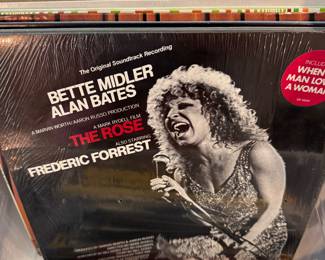 The Original Soundtrack Recording
BETTE MIDLER
ALAN BATES
A MARVIN WORTH/AARON RUSSO PRODUCTION
A MARK RYDELL FILM
THE ROSE
ALSO STARRING
FREDERIC FORREST
INCLUDES
WHEN
MAN LOV
A WOMA